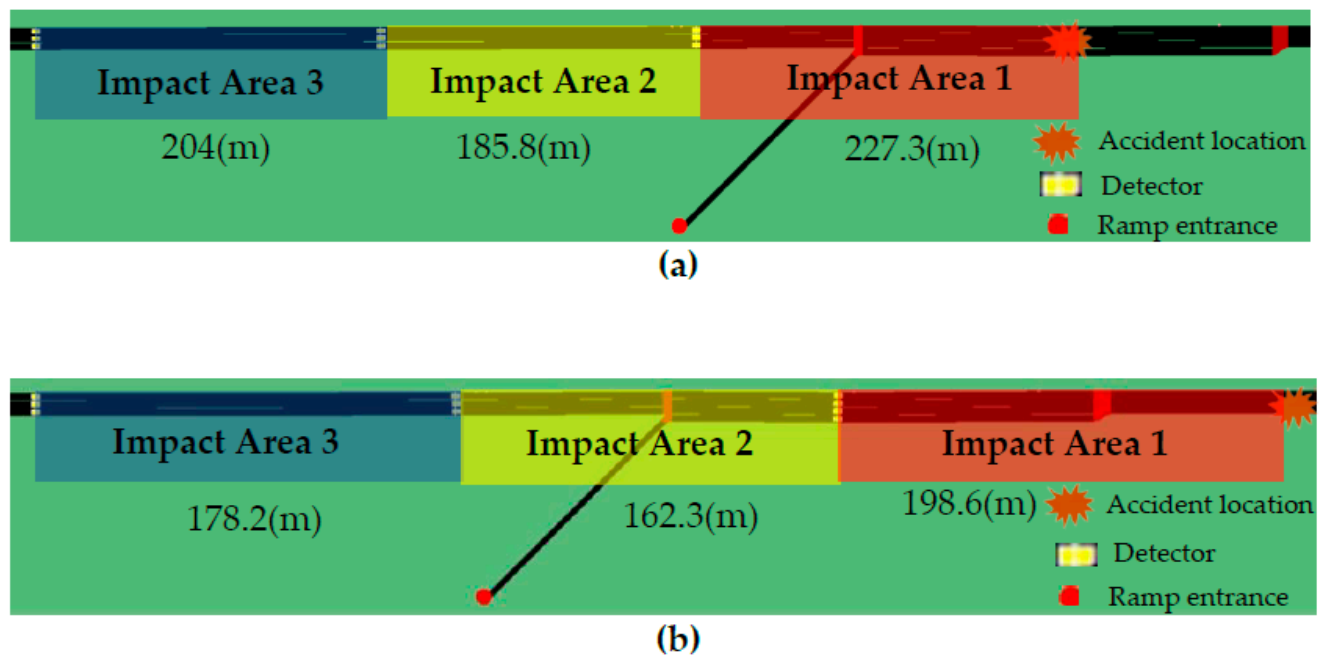 Impact Area 3
Impact Area 2
Impact Area 1
204(m)
185.8(m)
227.3(m)
Accident location
Detector
Ramp entrance
(a)
Impact Area 3
Impact Area 2
Impact Area 1
178.2(m)
162.3(m)
198.6(m)
Accident location
Detector
Ramp entrance
(b)